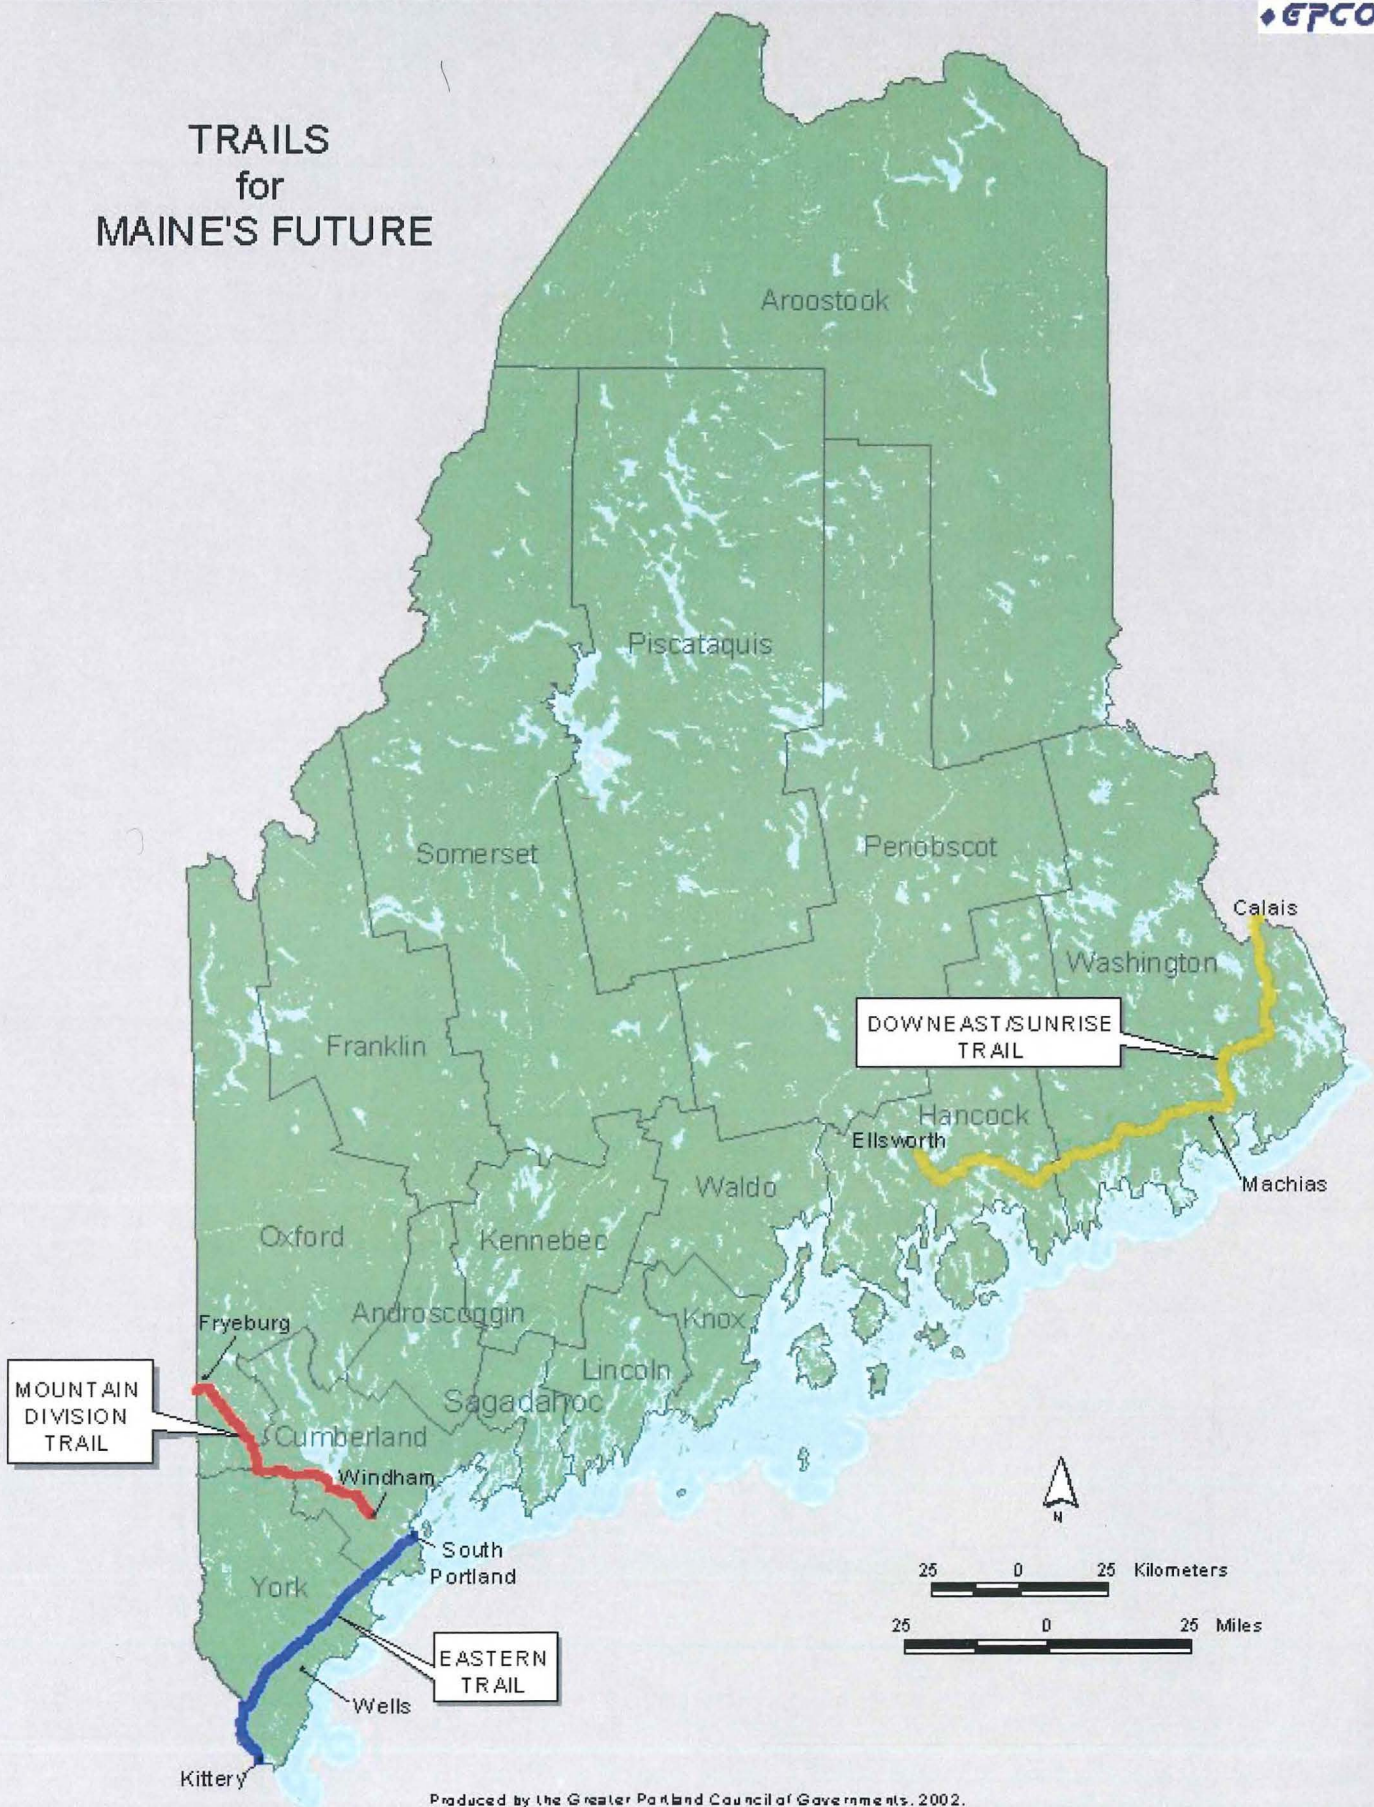 TRAILS
for
MAINE'S FUTURE
Aroostook
Piscataquis
Somerset
Penobscot
Calais
Washington
DOWNEAST/SUNRISE
TRAIL
Franklin
Hancock
Ellsworth
Machias
Waldo
Oxford
Kennebec
Androscoggin
Knox
Fryeburg
Lincoln
MOUNTAIN
DIVISION
TRAIL
Sagadahoc
Cumberland
Windham
N
South
Portland
York
25 0 25 Kilometers
25 0 25 Miles
EASTERN
TRAIL
Wells
Kittery
Produced by the Greater Portland Council of Governments, 2002.